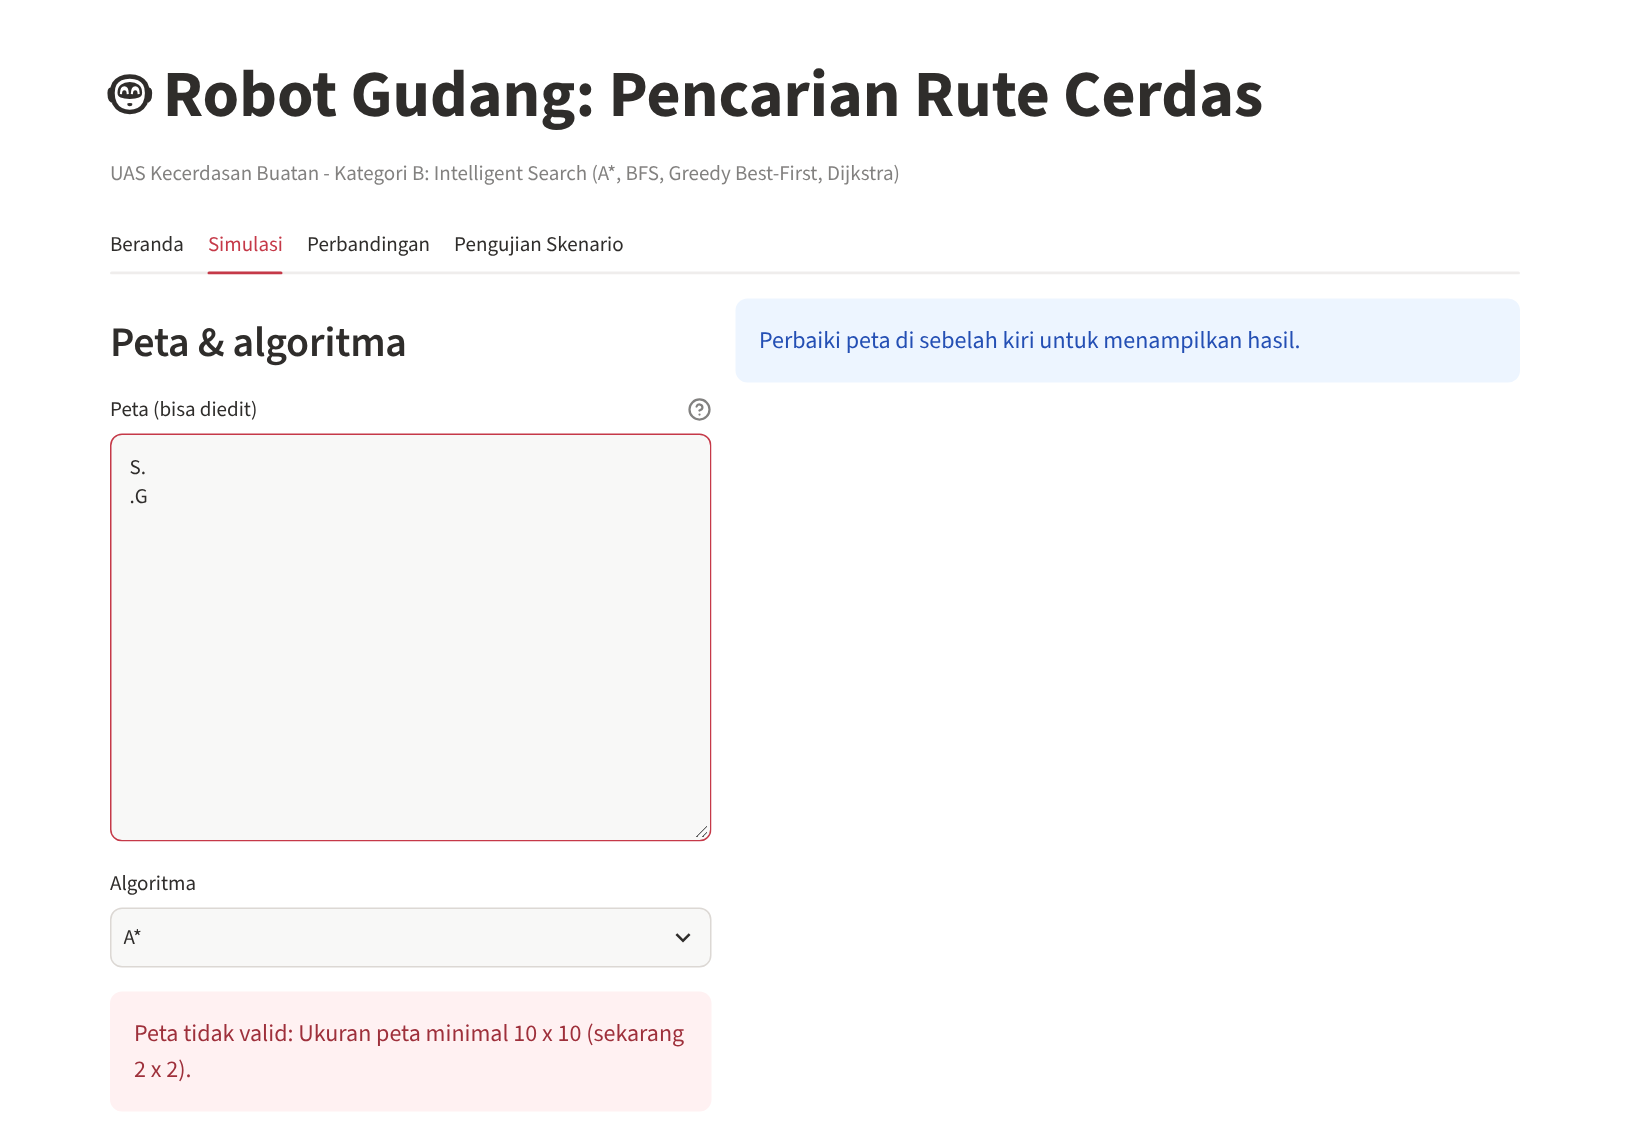 Robot Gudang: Pencarian Rute Cerdas
UAS Kecerdasan Buatan - Kategori B: Intelligent Search (A*, BFS, Greedy Best-First, Dijkstra)
Beranda Simulasi Perbandingan Pengujian Skenario
Peta & algoritma
Peta (bisa diedit)
S.
.G
Algoritma
A*
Peta tidak valid: Ukuran peta minimal 10 x 10 (sekarang
2 x 2).
Perbaiki peta di sebelah kiri untuk menampilkan hasil.